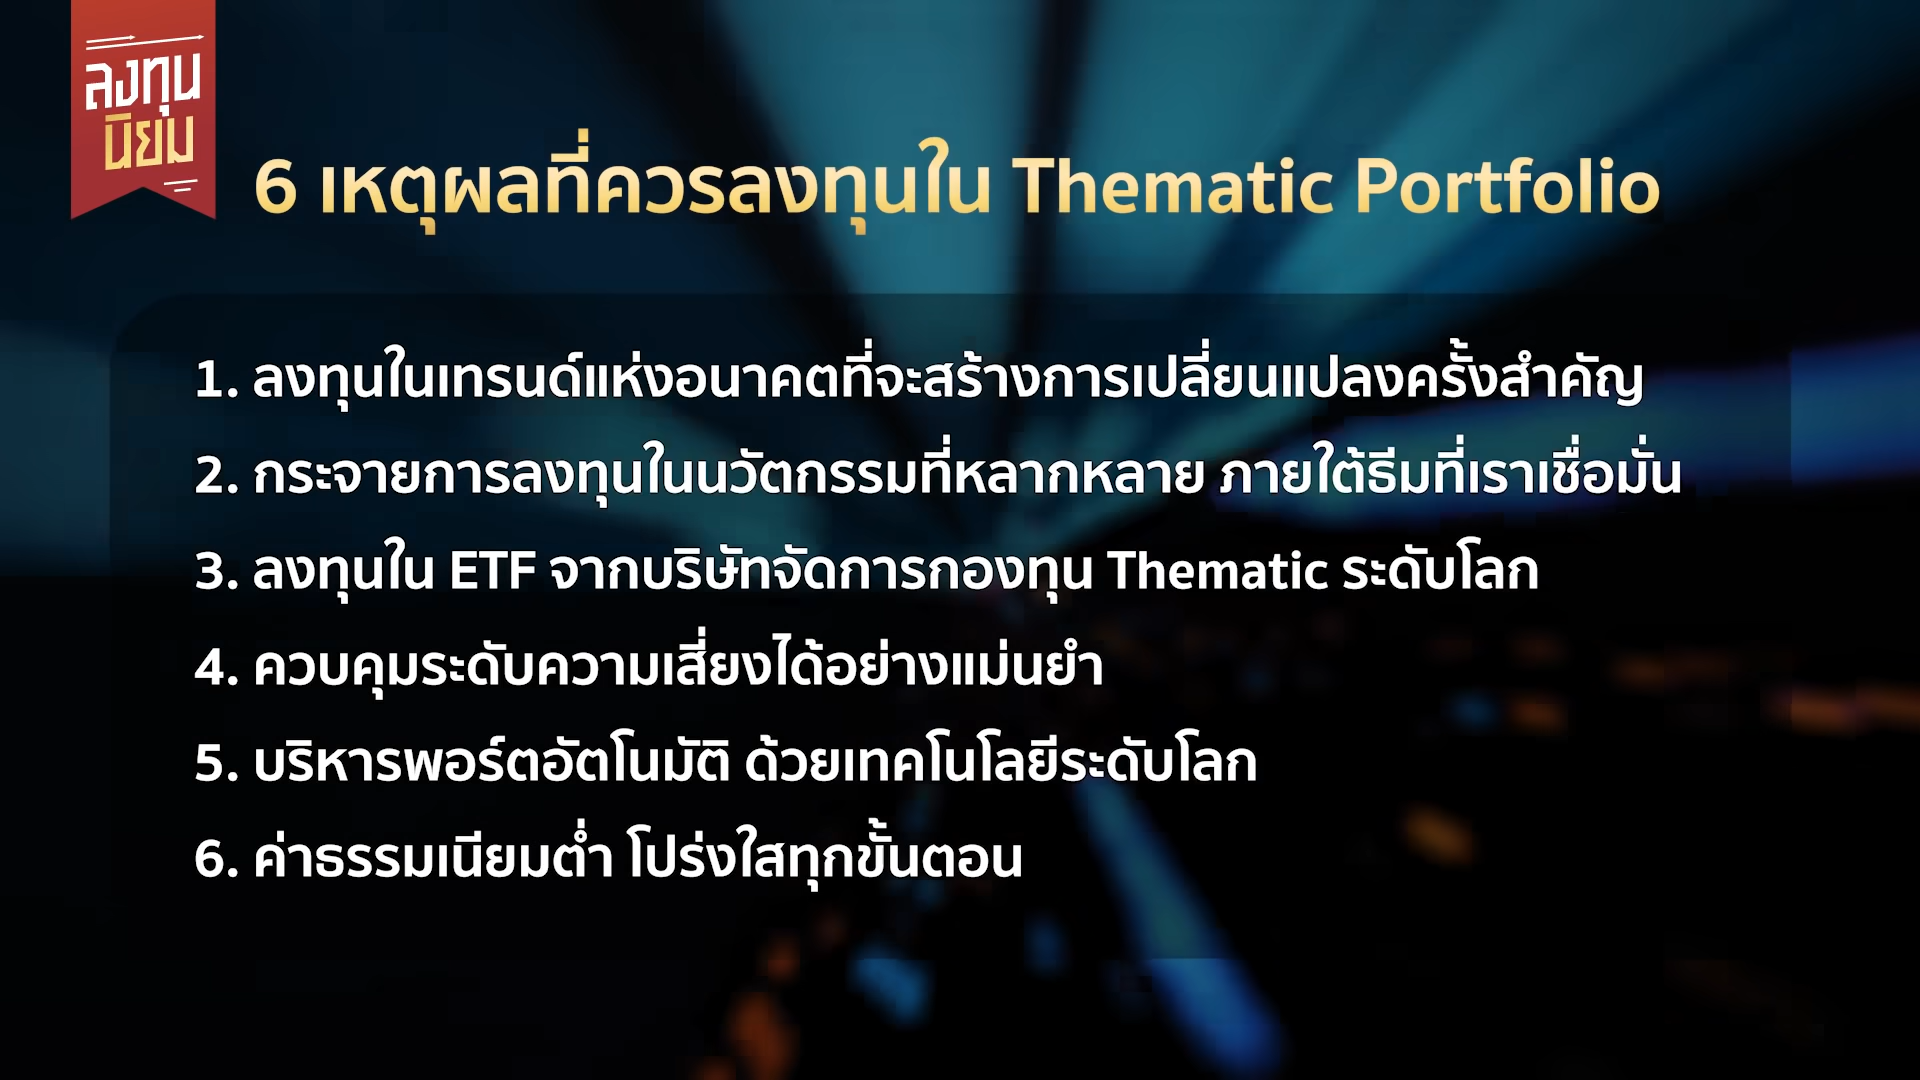 ลงทุน
นิยม
6 เหตุผลที่ควรลงทุนใน Thematic Portfolio
1. ลงทุนในเทรนด์แห่งอนาคตที่จะสร้างการเปลี่ยนแปลงครั้งสำคัญ
2. กระจายการลงทุนในนวัตกรรมที่หลากหลาย ภายใต้ธีมที่เราเชื่อมั่น
3. ลงทุนใน ETF จากบริษัทจัดการกองทุน Thematic ระดับโลก
4. ควบคุมระดับความเสี่ยงได้อย่างแม่นยำ
5. บริหารพอร์ตอัตโนมัติ ด้วยเทคโนโลยีระดับโลก
6. ค่าธรรมเนียมต่ำ โปร่งใสทุกขั้นตอน